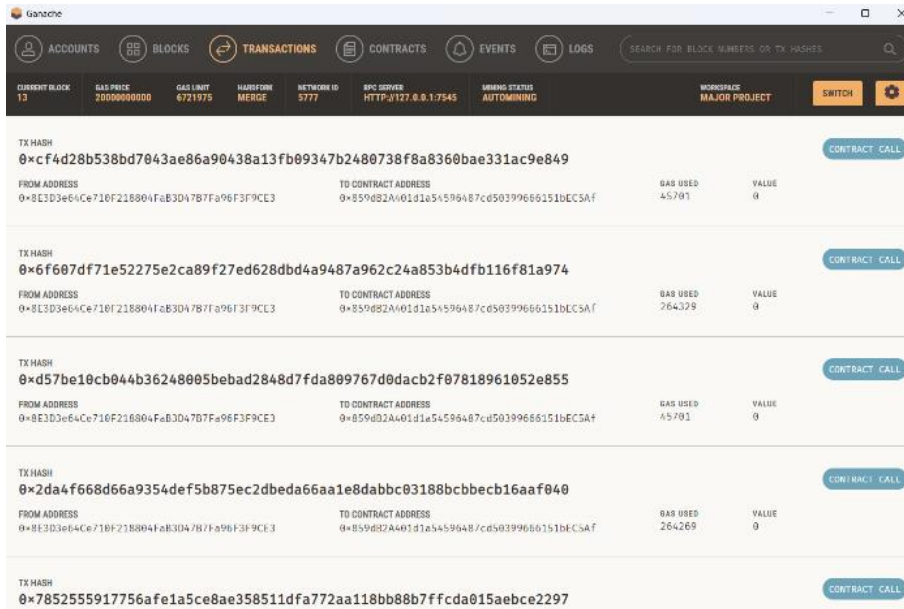 Ganache
ACCOUNTS BLOCKS TRANSACTIONS CONTRACTS EVENTS LOGS SEARCH FOR BLOCK NUMBERS OR TX HASHES
CURRENT BLOCK GAS PRICE GAS LIMIT HARDFORK NETWORK ID RPC SERVER MINING STATUS WORKSPACE
13 20000000000 6721975 MERGE 5777 HTTP://127.0.0.1:7545 AUTOMINING MAJOR PROJECT SWITCH
TX HASH
0×cf4d28b538bd7043ae86a90438a13fb09347b2480738f8a8360bae331ac9e849 CONTRACT CALL
FROM ADDRESS TO CONTRACT ADDRESS GAS USED VALUE
45701 0
TX HASH
0×6f607df71e52275e2ca89f27ed628dbd4a9487a962c24a853b4dfb116f81a974 CONTRACT CALL
FROM ADDRESS TO CONTRACT ADDRESS GAS USED VALUE
264329 0
TX HASH
0×d57be10cb044b36248005bebad2848d7fda809767d0dacb2f07818961052e855 CONTRACT CALL
FROM ADDRESS TO CONTRACT ADDRESS GAS USED VALUE
45701 0
TX HASH
0×2da4f668d66a9354def5b875ec2dbeda66aa1e8dabbc03188bcbbecb16aaf040 CONTRACT CALL
FROM ADDRESS TO CONTRACT ADDRESS GAS USED VALUE
264269 0
TX HASH
0×7852555917756afe1a5ce8ae358511dfa772aa118bb88b7ffcda015aebce2297 CONTRACT CALL